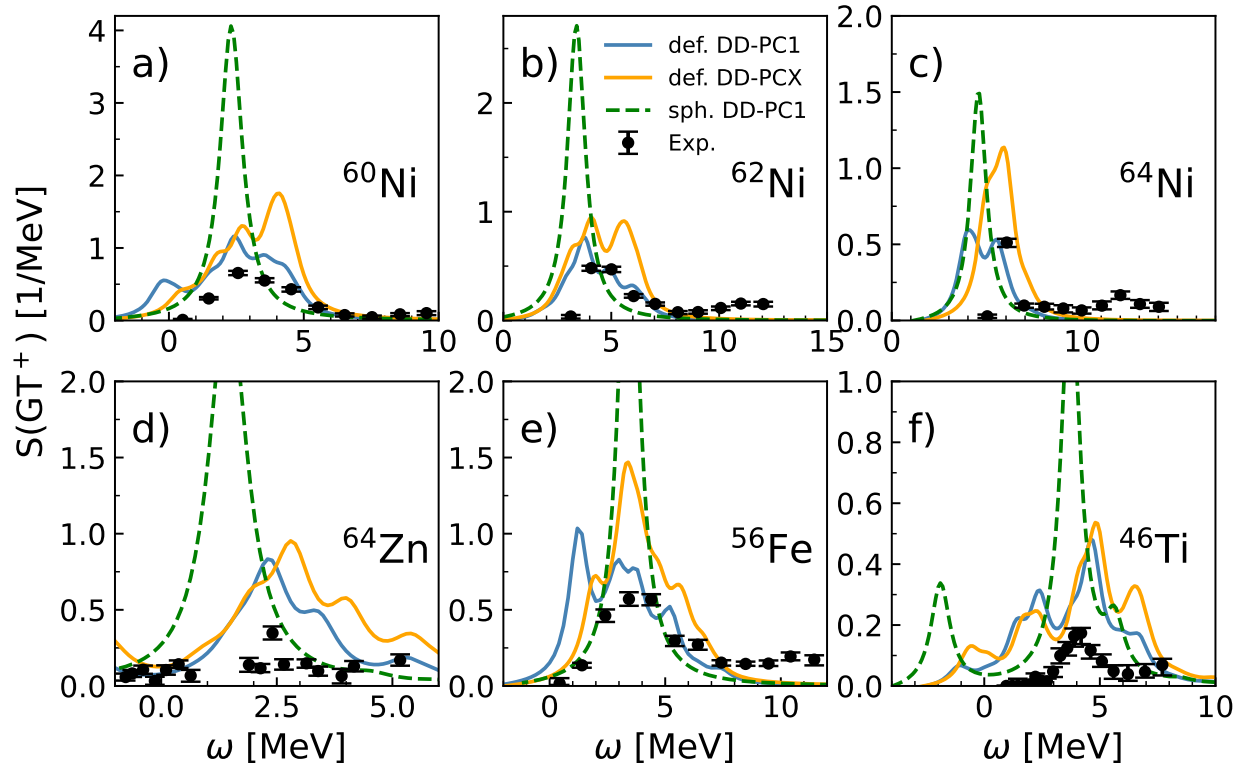 S(GT⁺) [1/MeV]
a)
⁶⁰Ni
4
3
2
1
0
0
5
10
b)
def. DD-PC1
def. DD-PCX
sph. DD-PC1
Exp.
⁶²Ni
2
1
0
0
5
10
15
c)
⁶⁴Ni
2.0
1.5
1.0
0.5
0.0
0
10
d)
⁶⁴Zn
2.0
1.5
1.0
0.5
0.0
0.0
2.5
5.0
ω [MeV]
e)
⁵⁶Fe
2.0
1.5
1.0
0.5
0.0
0
5
10
ω [MeV]
f)
⁴⁶Ti
1.0
0.8
0.6
0.4
0.2
0.0
0
5
10
ω [MeV]